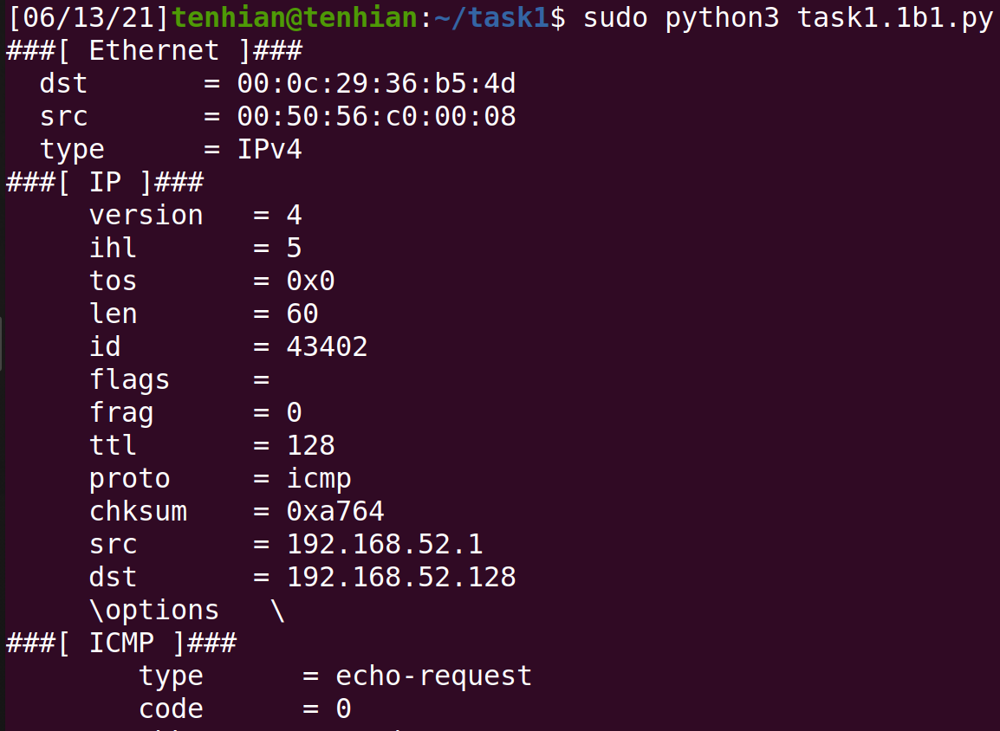 [06/13/21]tenhian@tenhian:~/task1$ sudo python3 task1.1b1.py
###[ Ethernet ]###
  dst       = 00:0c:29:36:b5:4d
  src       = 00:50:56:c0:00:08
  type      = IPv4
###[ IP ]###
     version   = 4
     ihl       = 5
     tos       = 0x0
     len       = 60
     id        = 43402
     flags     =
     frag      = 0
     ttl       = 128
     proto     = icmp
     chksum    = 0xa764
     src       = 192.168.52.1
     dst       = 192.168.52.128
     \options   \
###[ ICMP ]###
        type      = echo-request
        code      = 0